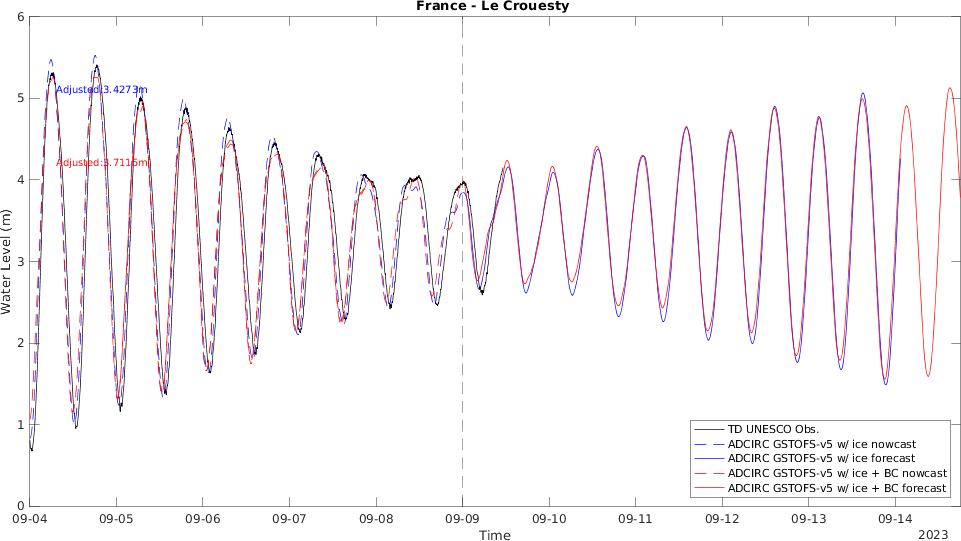 France - Le Crouesty
6
5
4
3
2
1
0
Water Level (m)
Adjusted:3.4273m
Adjusted:3.7116m
TD UNESCO Obs.
ADCIRC GSTOFS-v5 w/ ice nowcast
ADCIRC GSTOFS-v5 w/ ice forecast
ADCIRC GSTOFS-v5 w/ ice + BC nowcast
ADCIRC GSTOFS-v5 w/ ice + BC forecast
09-04 09-05 09-06 09-07 09-08 09-09 09-10 09-11 09-12 09-13 09-14
Time
2023